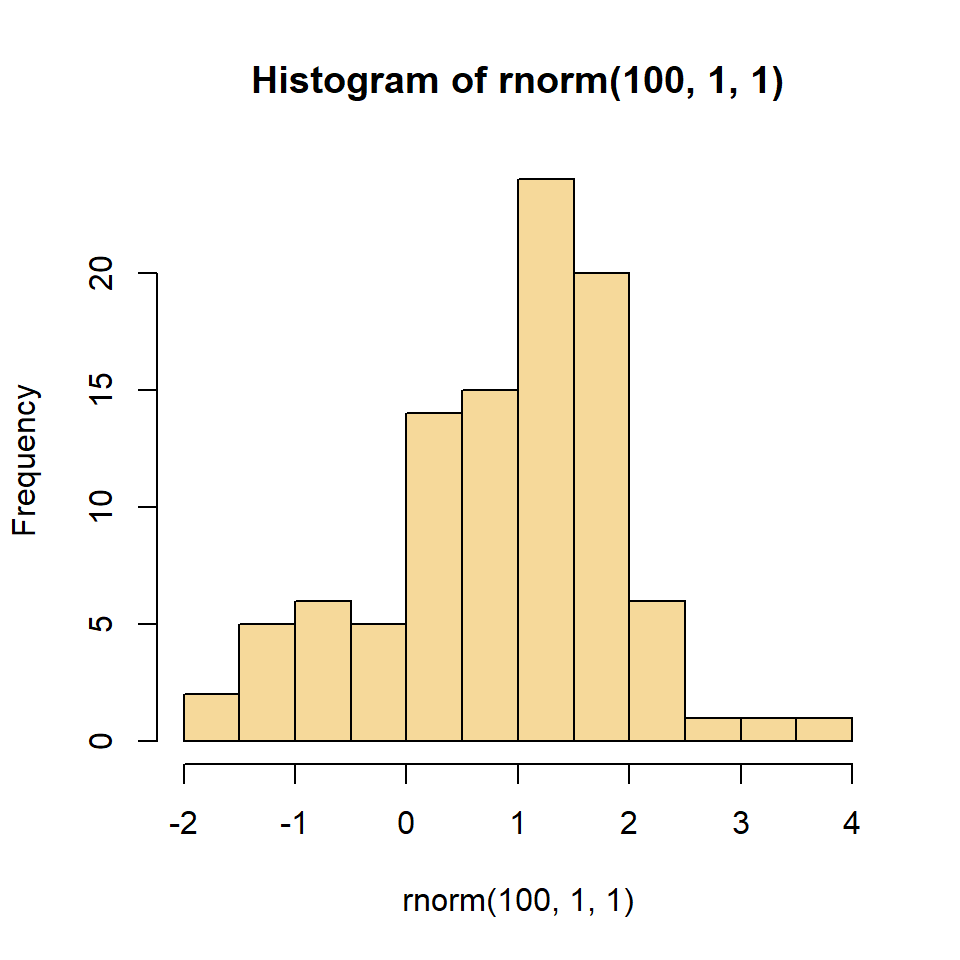 Histogram of rnorm(100, 1, 1)
Frequency
20
15
10
5
0
-2 -1 0 1 2 3 4
rnorm(100, 1, 1)